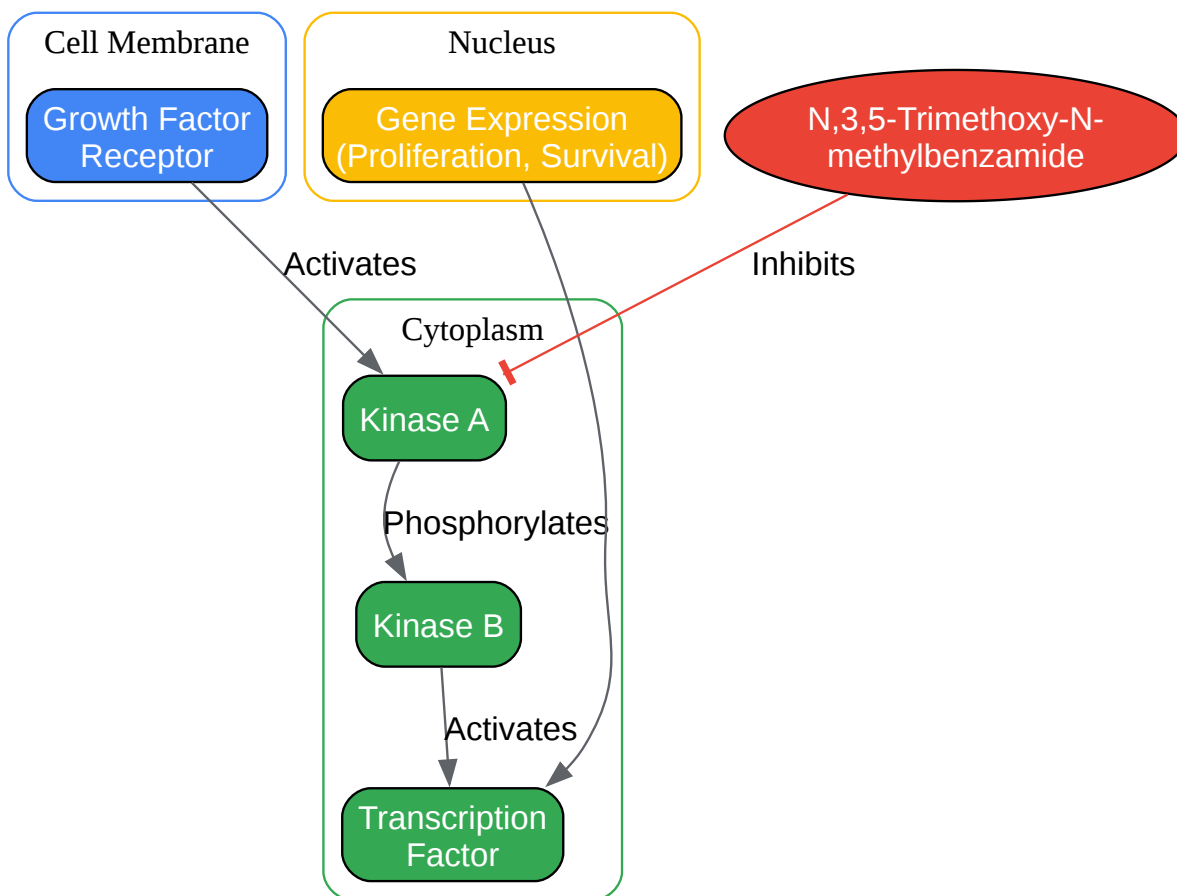 Cell Membrane
Growth Factor
Receptor
Nucleus
Gene Expression
(Proliferation, Survival)
N,3,5-Trimethoxy-N-
methylbenzamide
Activates
Inhibits
Cytoplasm
Kinase A
Phosphorylates
Kinase B
Activates
Transcription
Factor